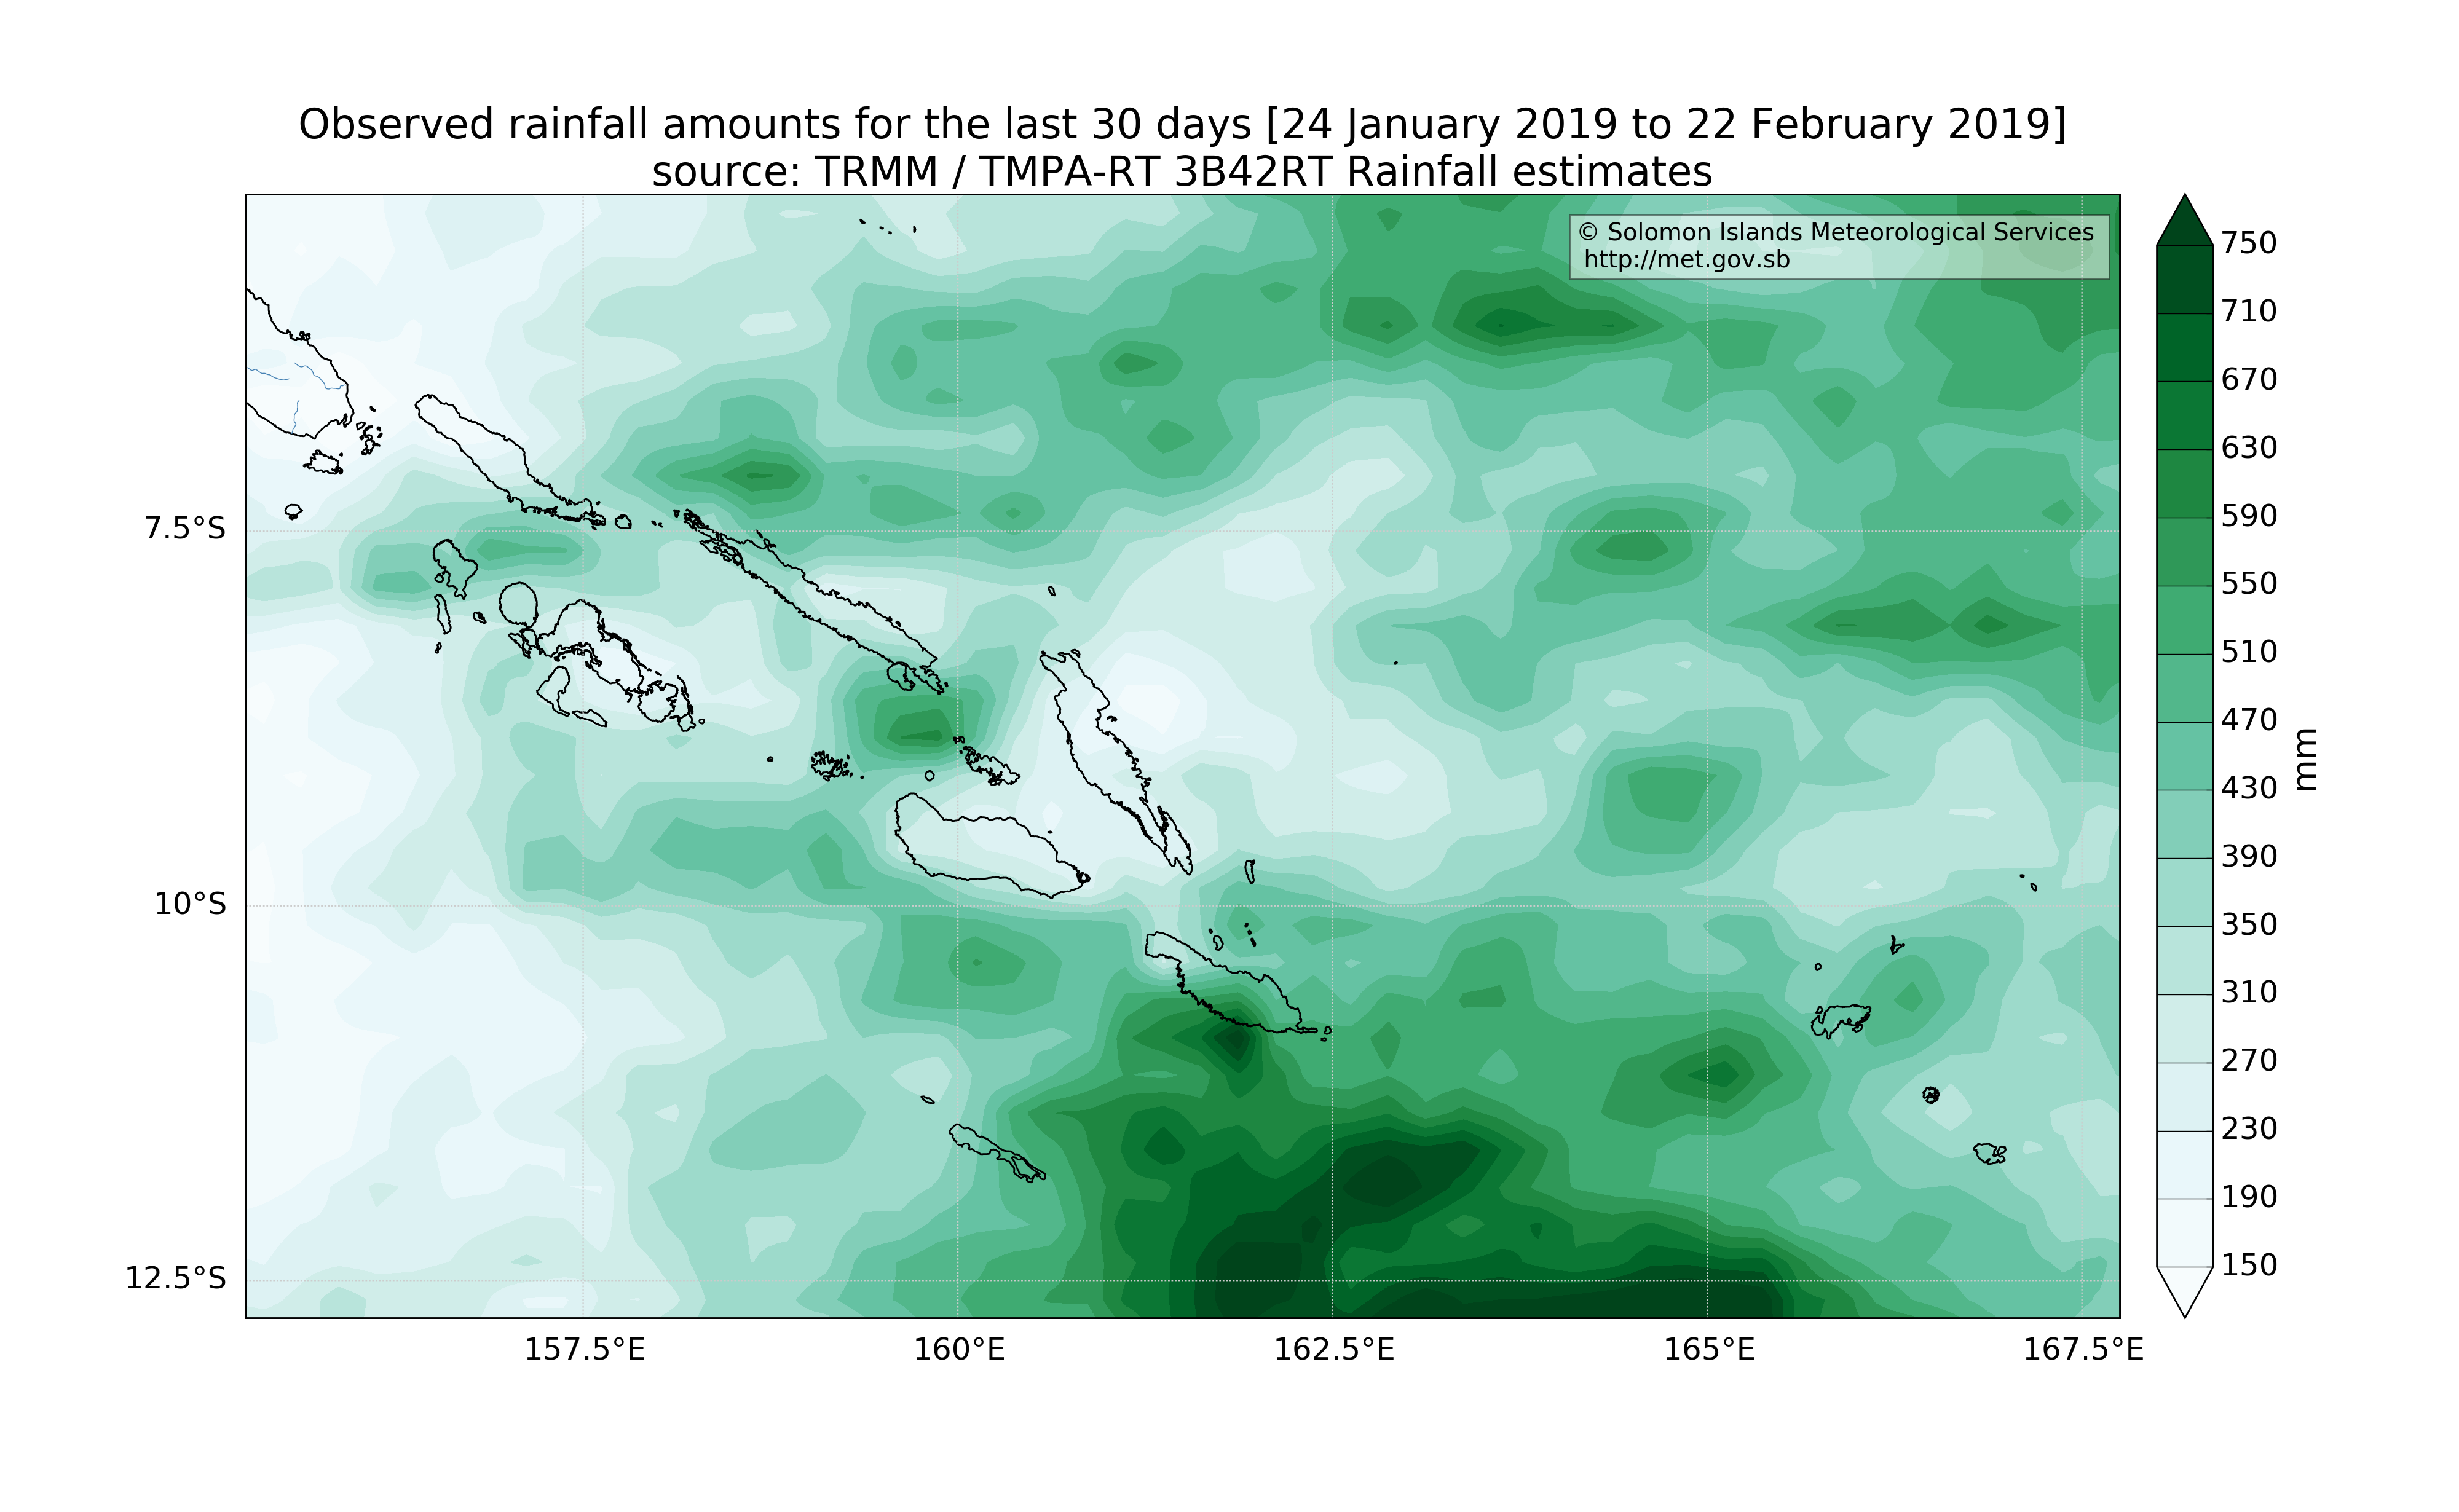 Observed rainfall amounts for the last 30 days [24 January 2019 to 22 February 2019]
source: TRMM / TMPA-RT 3B42RT Rainfall estimates
© Solomon Islands Meteorological Services
http://met.gov.sb
7.5°S
10°S
12.5°S
157.5°E
160°E
162.5°E
165°E
167.5°E
750
710
670
630
590
550
510
470
430
390
350
310
270
230
190
150
mm